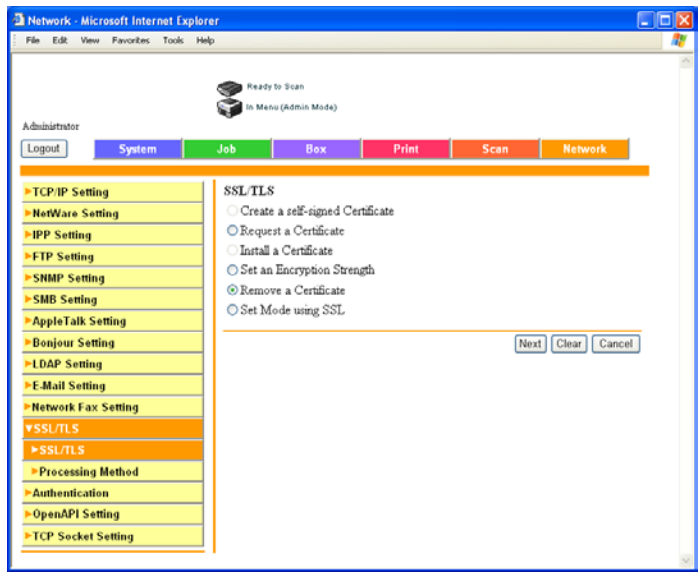 Network - Microsoft Internet Explorer
File Edit View Favorites Tools Help
Ready to Scan
In Menu (Admin Mode)
Administrator
Logout System Job Box Print Scan Network
TCP/IP Setting
NetWare Setting
IPP Setting
FTP Setting
SNMP Setting
SMB Setting
AppleTalk Setting
Bonjour Setting
LDAP Setting
E-Mail Setting
Network Fax Setting
SSL/TLS
SSL/TLS
Processing Method
Authentication
OpenAPI Setting
TCP Socket Setting
SSL/TLS
Create a self-signed Certificate
Request a Certificate
Install a Certificate
Set an Encryption Strength
Remove a Certificate
Set Mode using SSL
Next Clear Cancel